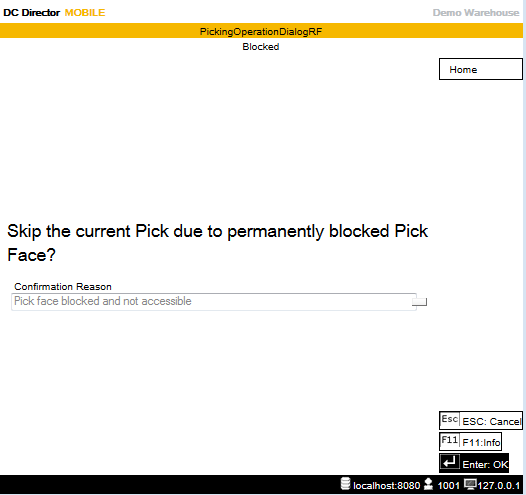 DC Director MOBILE Demo Warehouse
PickingOperationDialogRF
Blocked
Home
Skip the current Pick due to permanently blocked Pick
Face?
Confirmation Reason
Pick face blocked and not accessible
Esc ESC: Cancel
F11 F11:Info
Enter: OK
localhost:8080 1001 127.0.0.1